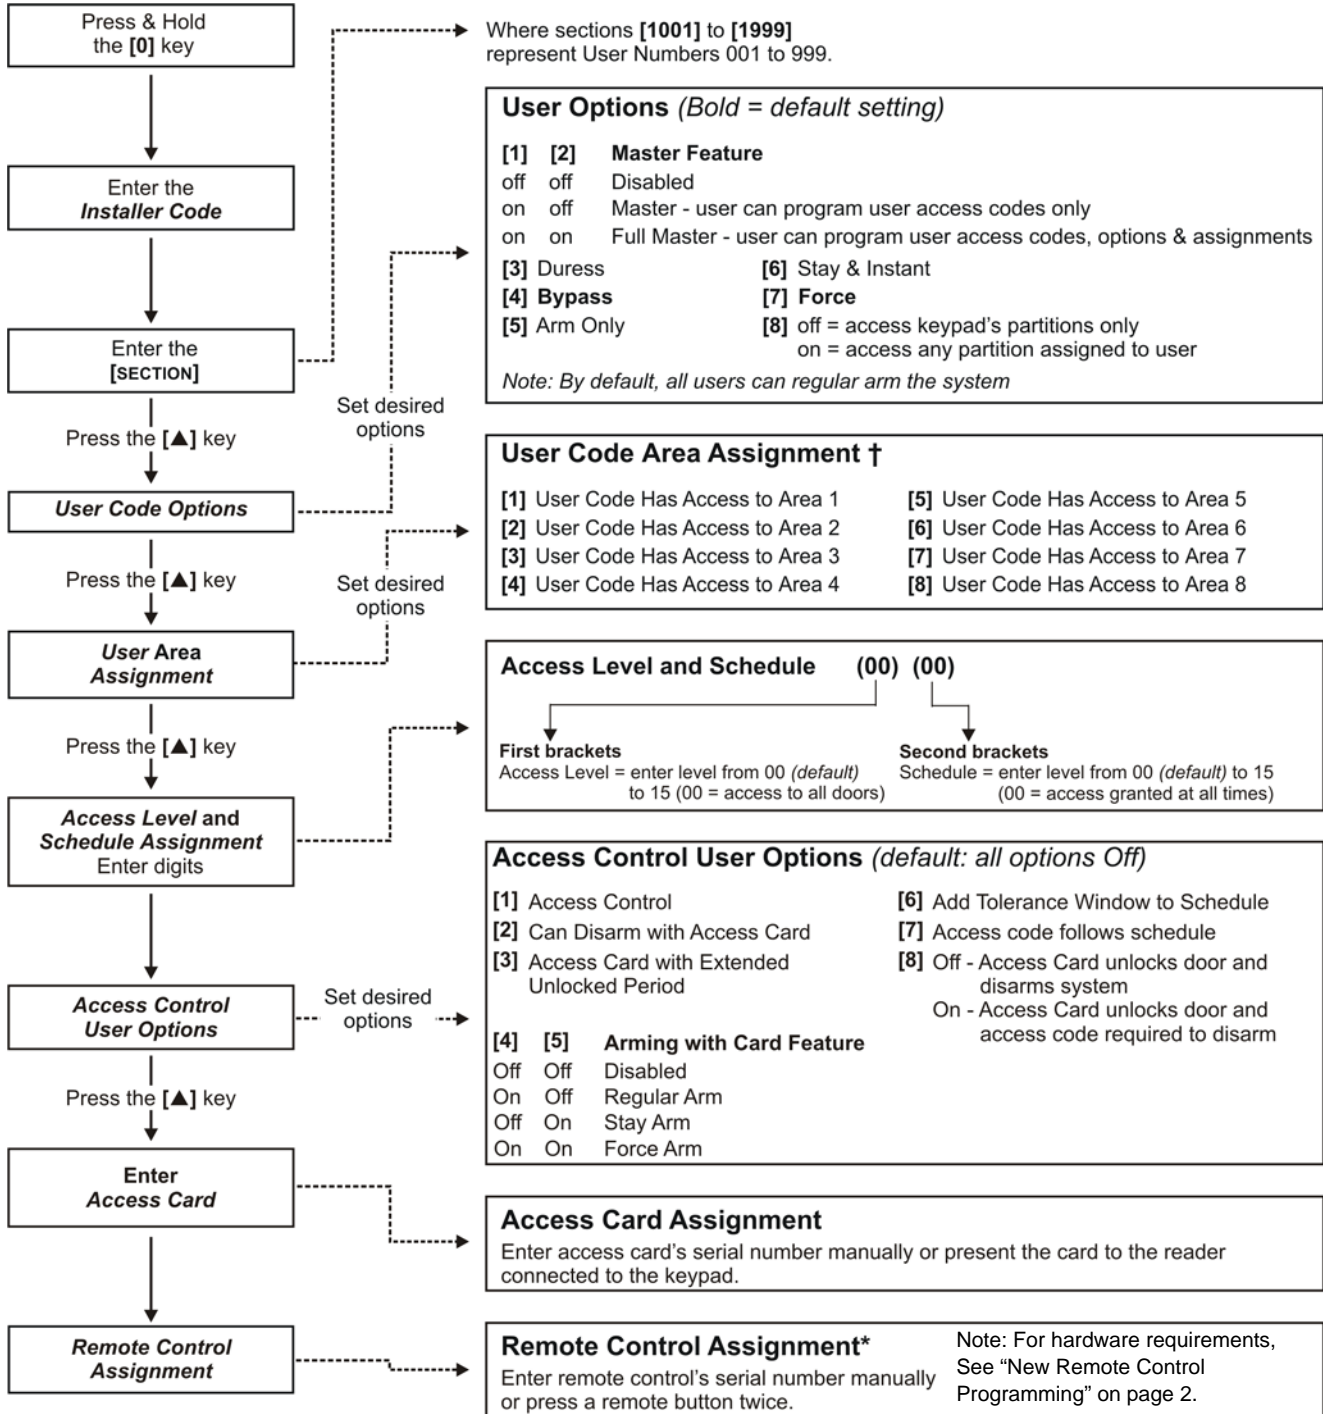 Press & Hold
the [0] key
Where sections [1001] to [1999]
represent User Numbers 001 to 999.
Enter the
Installer Code
Enter the
[SECTION]
Press the [▲] key
User Code Options
Set desired
options
Press the [▲] key
User Area
Assignment
Set desired
options
Press the [▲] key
Access Level and
Schedule Assignment
Enter digits
Access Control
User Options
Set desired
options
Press the [▲] key
Enter
Access Card
Remote Control
Assignment
User Options (Bold = default setting)
[1] [2] Master Feature
off off Disabled
on off Master - user can program user access codes only
on on Full Master - user can program user access codes, options & assignments
[3] Duress
[4] Bypass
[5] Arm Only
[6] Stay & Instant
[7] Force
[8] off = access keypad's partitions only
on = access any partition assigned to user
Note: By default, all users can regular arm the system
User Code Area Assignment †
[1] User Code Has Access to Area 1
[2] User Code Has Access to Area 2
[3] User Code Has Access to Area 3
[4] User Code Has Access to Area 4
[5] User Code Has Access to Area 5
[6] User Code Has Access to Area 6
[7] User Code Has Access to Area 7
[8] User Code Has Access to Area 8
Access Level and Schedule (00) (00)
First brackets
Access Level = enter level from 00 (default)
to 15 (00 = access to all doors)
Second brackets
Schedule = enter level from 00 (default) to 15
(00 = access granted at all times)
Access Control User Options (default: all options Off)
[1] Access Control
[2] Can Disarm with Access Card
[3] Access Card with Extended
Unlocked Period
[4] [5] Arming with Card Feature
Off Off Disabled
On Off Regular Arm
Off On Stay Arm
On On Force Arm
[6] Add Tolerance Window to Schedule
[7] Access code follows schedule
[8] Off - Access Card unlocks door and
disarms system
On - Access Card unlocks door and
access code required to disarm
Access Card Assignment
Enter access card's serial number manually or present the card to the reader
connected to the keypad.
Remote Control Assignment*
Enter remote control's serial number manually
or press a remote button twice.
Note: For hardware requirements,
See “New Remote Control
Programming” on page 2.